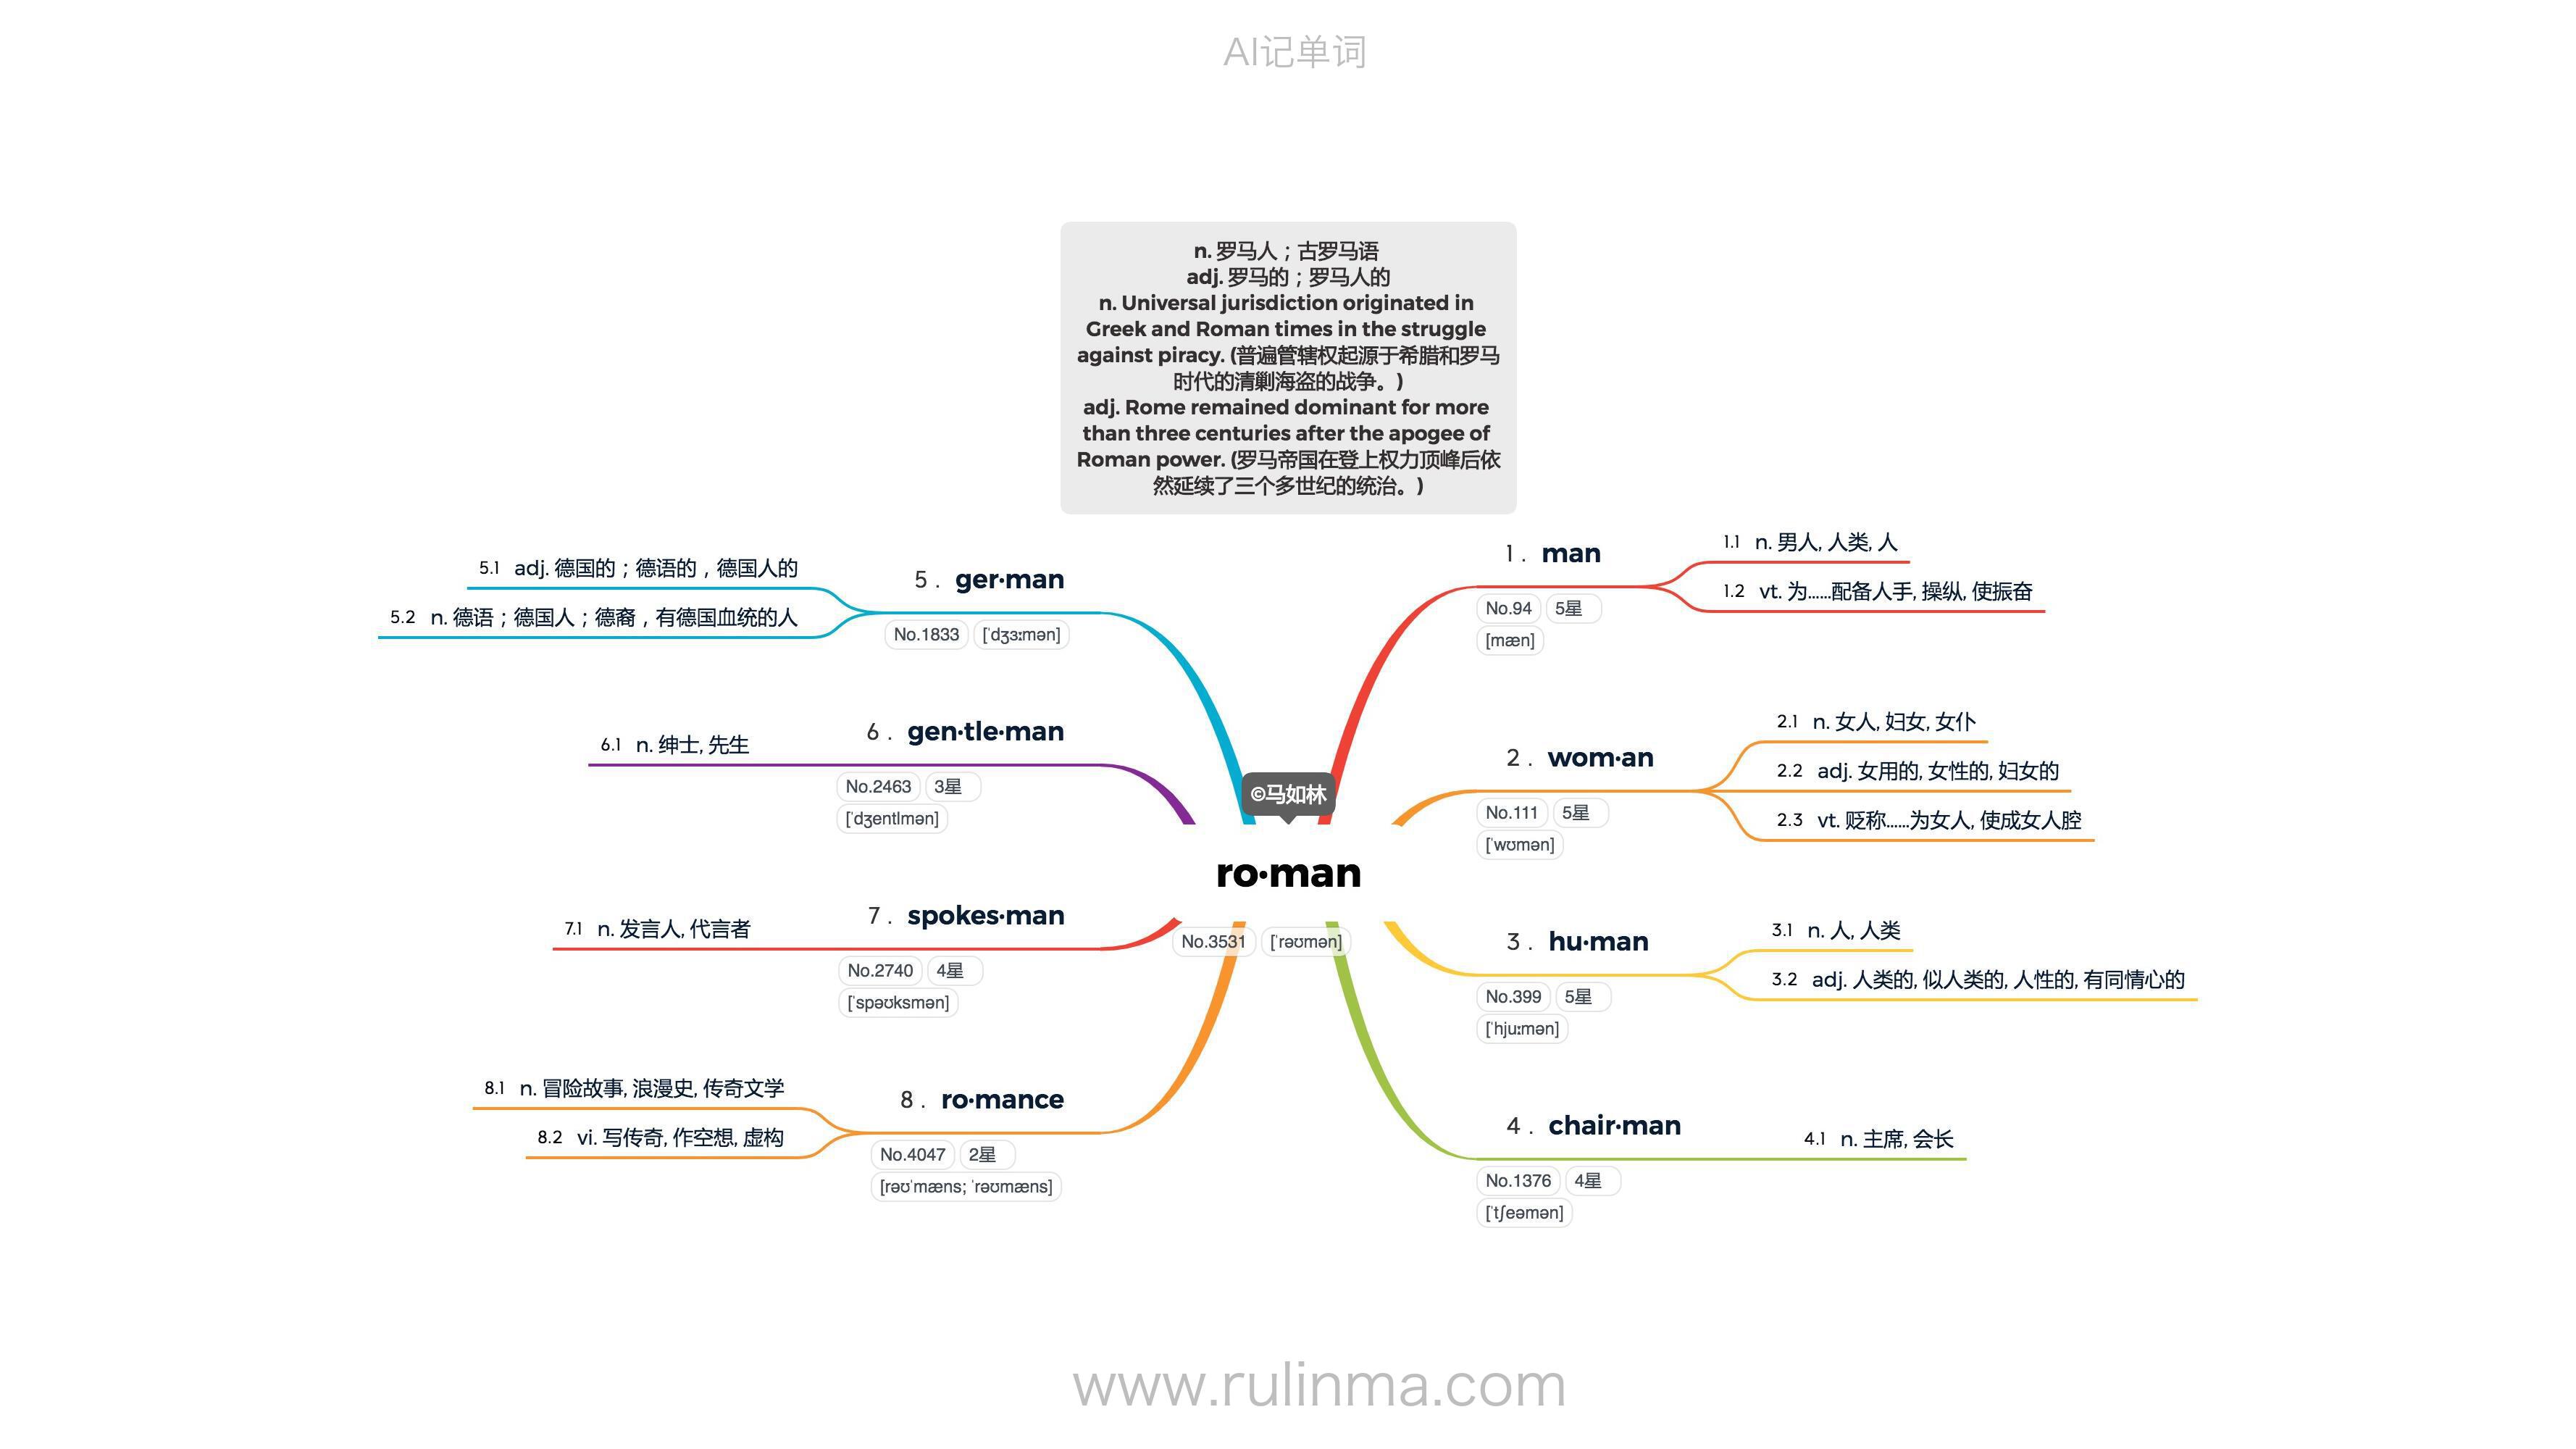 AI记单词
n. 罗马人；古罗马语
adj. 罗马的；罗马人的
n. Universal jurisdiction originated in
Greek and Roman times in the struggle
against piracy. (普遍管辖权起源于希腊和罗马
时代的清剿海盗的战争。)
adj. Rome remained dominant for more
than three centuries after the apogee of
Roman power. (罗马帝国在登上权力顶峰后依
然延续了三个多世纪的统治。)
©马如林
ro·man
No.3531 [ˈrəʊmən]
1. man
No.94 5星
[mæn]
1.1 n. 男人, 人类, 人
1.2 vt. 为......配备人手, 操纵, 使振奋
2. wom·an
No.111 5星
[ˈwʊmən]
2.1 n. 女人, 妇女, 女仆
2.2 adj. 女用的, 女性的, 妇女的
2.3 vt. 贬称......为女人, 使成女人腔
3. hu·man
No.399 5星
[ˈhjuːmən]
3.1 n. 人, 人类
3.2 adj. 人类的, 似人类的, 人性的, 有同情心的
4. chair·man
No.1376 4星
[ˈtʃeəmən]
4.1 n. 主席, 会长
5. ger·man
No.1833 [ˈdʒɜːmən]
5.1 adj. 德国的；德语的，德国人的
5.2 n. 德语；德国人；德裔，有德国血统的人
6. gen·tle·man
No.2463 3星
[ˈdʒentlmən]
6.1 n. 绅士, 先生
7. spokes·man
No.2740 4星
[ˈspəʊksmən]
7.1 n. 发言人, 代言者
8. ro·mance
No.4047 2星
[rəʊˈmæns; ˈrəʊmæns]
8.1 n. 冒险故事, 浪漫史, 传奇文学
8.2 vi. 写传奇, 作空想, 虚构
www.rulinma.com